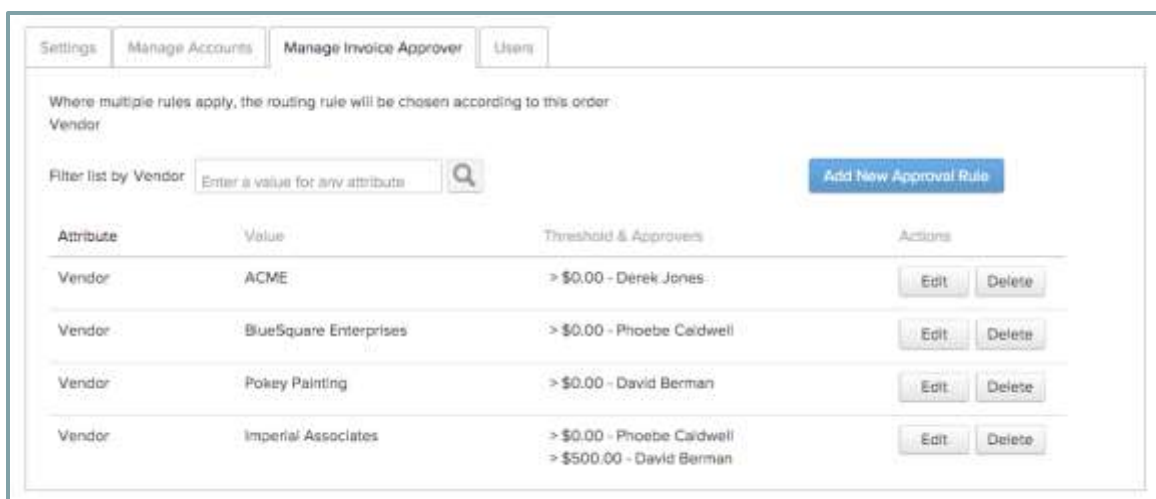 Settings Manage Accounts Manage Invoice Approver Users
Where multiple rules apply, the routing rule will be chosen according to this order
Vendor
Filter list by Vendor Enter a value for any attribute Add New Approval Rule
Attribute Value Threshold & Approvers Actions
Vendor ACME > $0.00 - Derek Jones Edit Delete
Vendor BlueSquare Enterprises > $0.00 - Phoebe Caldwell Edit Delete
Vendor Pokey Painting > $0.00 - David Berman Edit Delete
Vendor Imperial Associates > $0.00 - Phoebe Caldwell Edit Delete
> $500.00 - David Berman